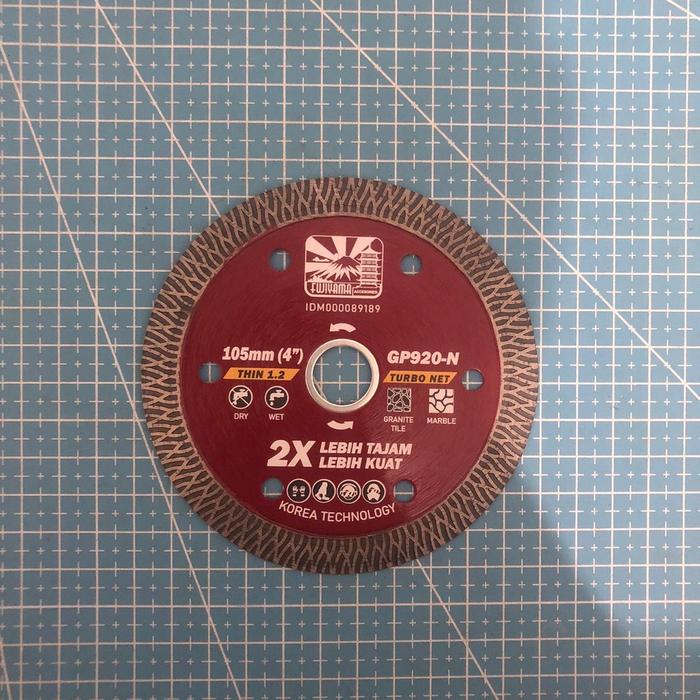 FUJIYAMA
ACCESSORIES
IDM000089189
105mm (4")
THIN 1.2
DRY
WET
GP920-N
TURBO NET
GRANITE
TILE
MARBLE
2X LEBIH TAJAM
LEBIH KUAT
KOREA TECHNOLOGY